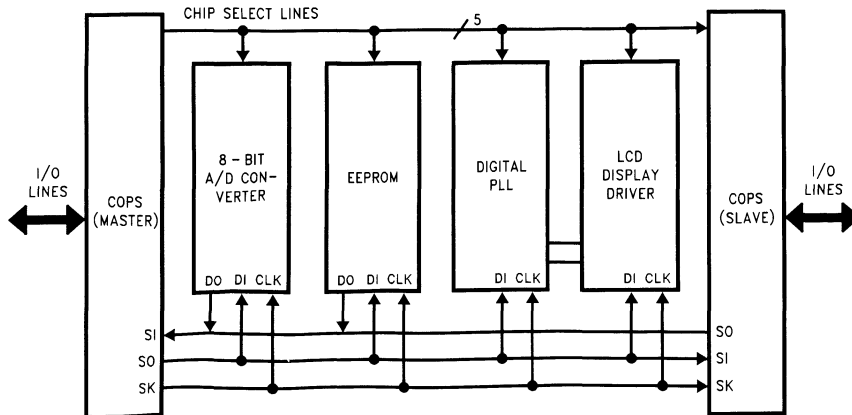 CHIP SELECT LINES
5
I/O
LINES
COPS
(MASTER)
8 - BIT
A/D CON-
VERTER
EEPROM
DIGITAL
PLL
LCD
DISPLAY
DRIVER
COPS
(SLAVE)
I/O
LINES
DO DI CLK
DO DI CLK
DI CLK
DI CLK
SI
SO
SO
SI
SK
SK